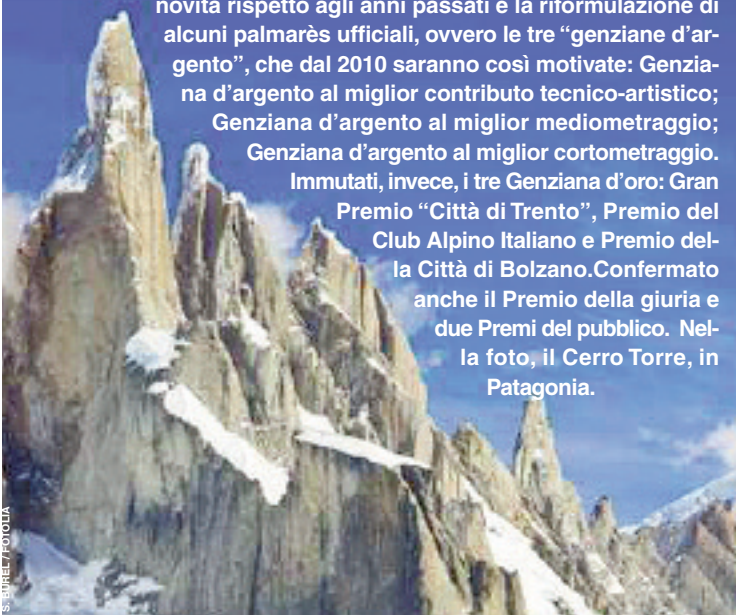 novità rispetto agli anni passati è la riformulazione di
alcuni palmarès ufficiali, ovvero le tre “genziane d’ar-
gento”, che dal 2010 saranno così motivate: Genzia-
na d’argento al miglior contributo tecnico-artistico;
Genziana d’argento al miglior mediometraggio;
Genziana d’argento al miglior cortometraggio.
Immutati, invece, i tre Genziana d’oro: Gran
Premio “Città di Trento”, Premio del
Club Alpino Italiano e Premio del-
la Città di Bolzano.Confermato
anche il Premio della giuria e
due Premi del pubblico. Nel-
la foto, il Cerro Torre, in
Patagonia.
S. BUREL / FOTOLIA